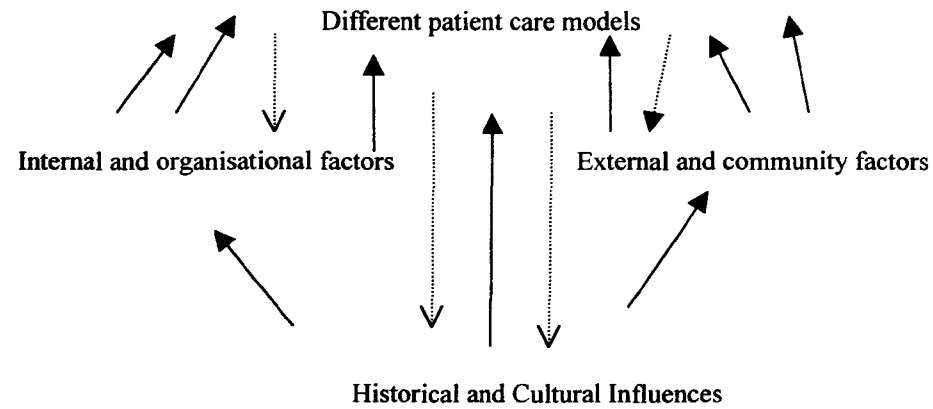 Different patient care models
Internal and organisational factors
External and community factors
Historical and Cultural Influences